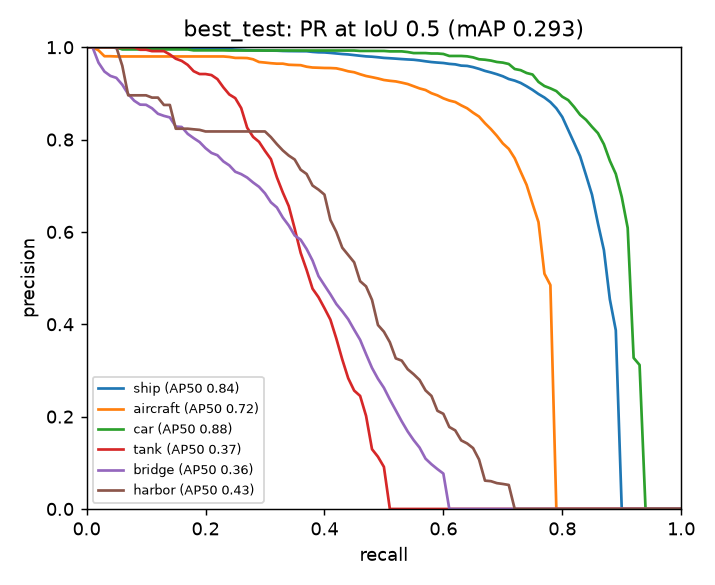 best_test: PR at IoU 0.5 (mAP 0.293)
1.0
0.8
0.6
0.4
0.2
0.0
precision
ship (AP50 0.84)
aircraft (AP50 0.72)
car (AP50 0.88)
tank (AP50 0.37)
bridge (AP50 0.36)
harbor (AP50 0.43)
0.0 0.2 0.4 0.6 0.8 1.0
recall